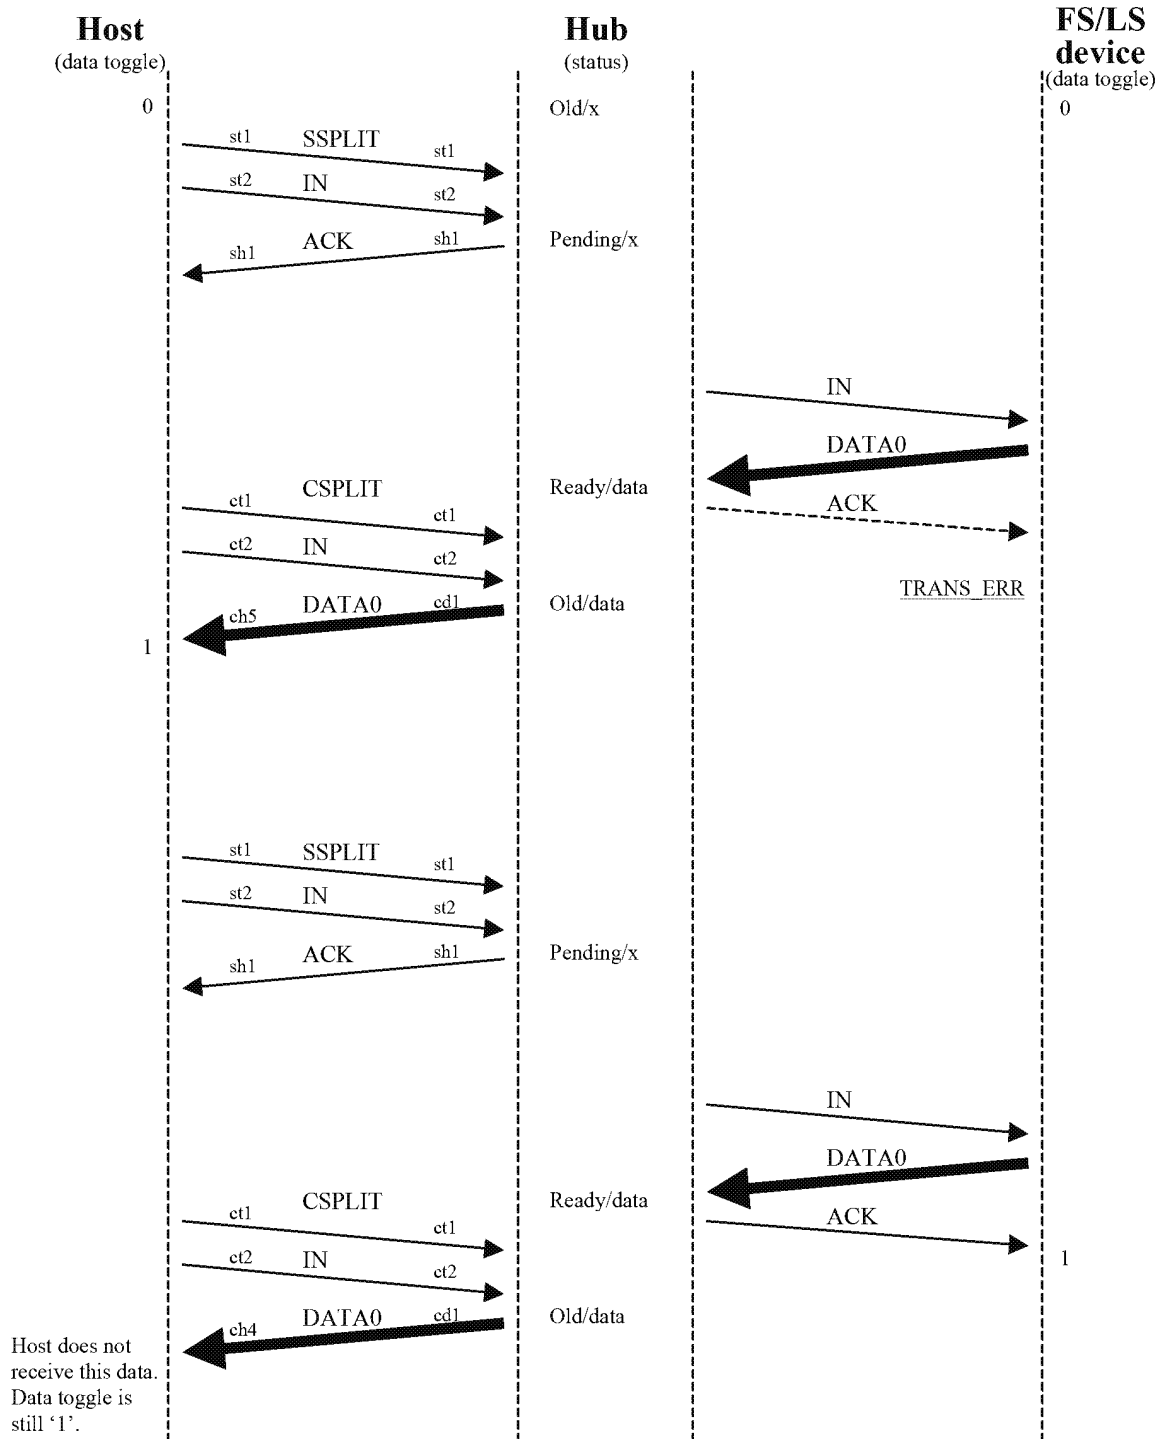 Host
(data toggle)
Hub
(status)
FS/LS
device
(data toggle)
0
Old/x
0
st1 SSPLIT st1
st2 IN st2
sh1 ACK sh1
Pending/x
IN
DATA0
CSPLIT
Ready/data
ACK
ct1 ct1
ct2 IN ct2
TRANS_ERR
ch5 DATA0 cd1
Old/data
1
st1 SSPLIT st1
st2 IN st2
sh1 ACK sh1
Pending/x
IN
DATA0
CSPLIT
Ready/data
ACK
ct1 ct1
ct2 IN ct2
1
ch4 DATA0 cd1
Old/data
Host does not
receive this data.
Data toggle is
still ‘1’.